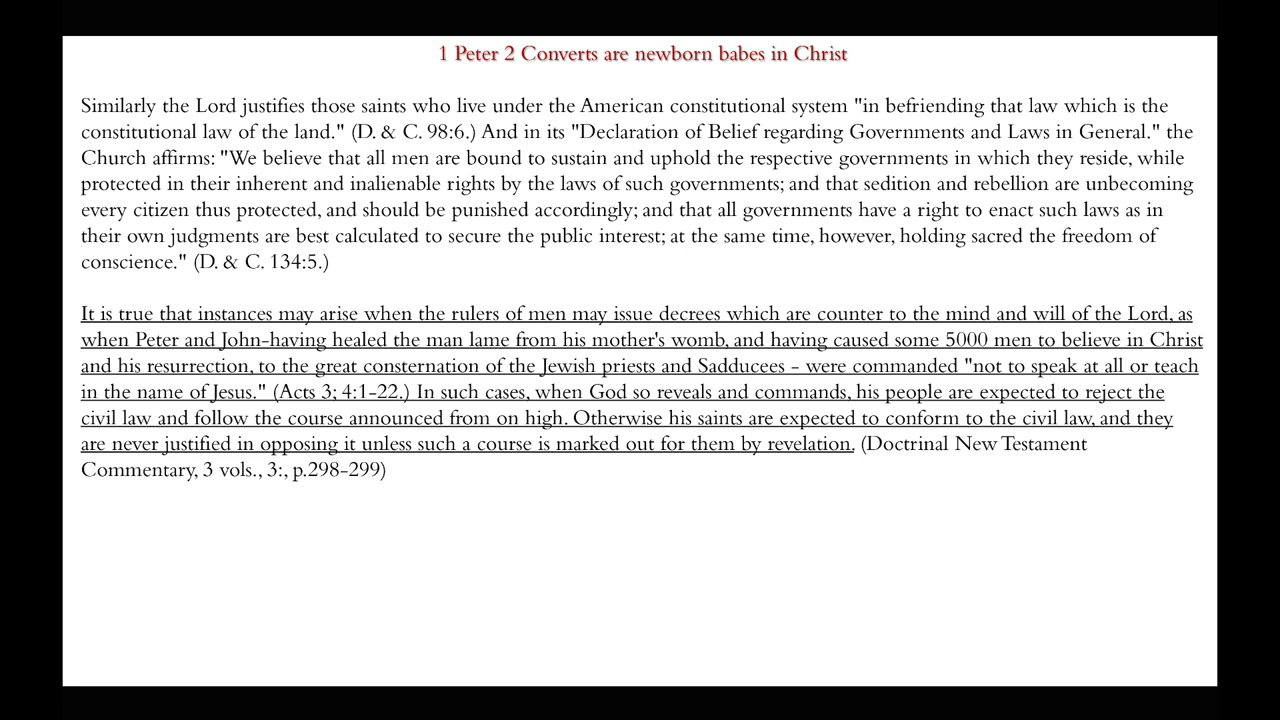 1 Peter 2 Converts are newborn babes in Christ
Similarly the Lord justifies those saints who live under the American constitutional system "in befriending that law which is the
constitutional law of the land." (D. & C. 98:6.) And in its "Declaration of Belief regarding Governments and Laws in General." the
Church affirms: "We believe that all men are bound to sustain and uphold the respective governments in which they reside, while
protected in their inherent and inalienable rights by the laws of such governments; and that sedition and rebellion are unbecoming
every citizen thus protected, and should be punished accordingly; and that all governments have a right to enact such laws as in
their own judgments are best calculated to secure the public interest; at the same time, however, holding sacred the freedom of
conscience." (D. & C. 134:5.)
It is true that instances may arise when the rulers of men may issue decrees which are counter to the mind and will of the Lord, as
when Peter and John-having healed the man lame from his mother's womb, and having caused some 5000 men to believe in Christ
and his resurrection, to the great consternation of the Jewish priests and Sadducees - were commanded "not to speak at all or teach
in the name of Jesus." (Acts 3; 4:1-22.) In such cases, when God so reveals and commands, his people are expected to reject the
civil law and follow the course announced from on high. Otherwise his saints are expected to conform to the civil law, and they
are never justified in opposing it unless such a course is marked out for them by revelation. (Doctrinal New Testament
Commentary, 3 vols., 3:, p.298-299)